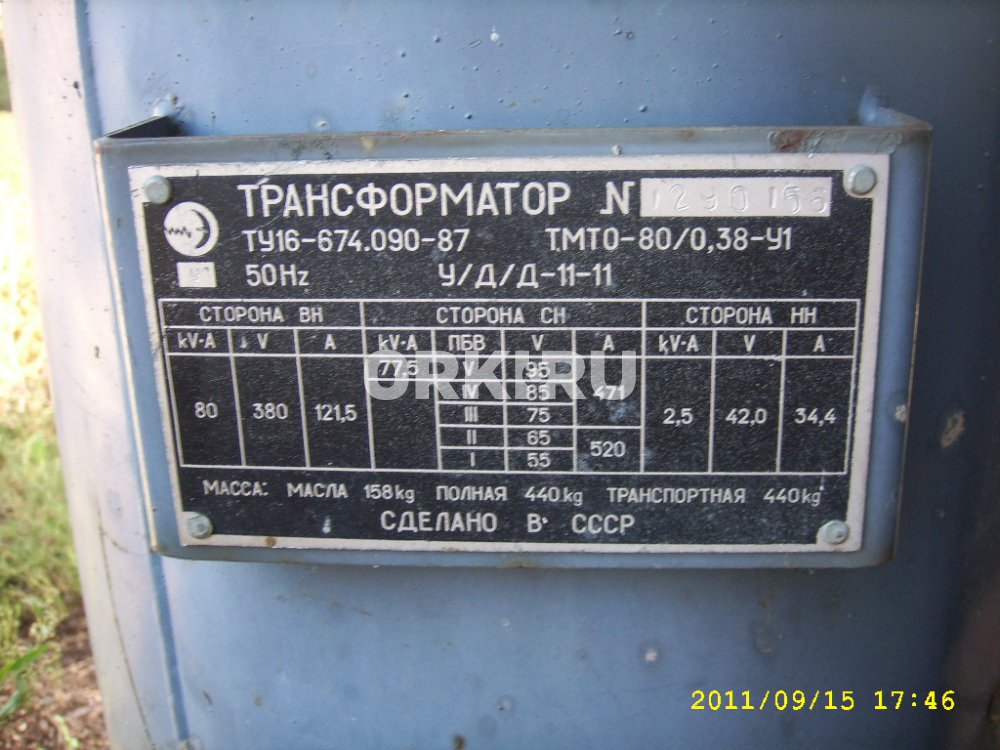 ТРАНСФОРМАТОР № 1290156
ТУ16-674.090-87 ТМТО-80/0,38-У1
50Hz У/Д/Д-11-11
СТОРОНА ВН СТОРОНА СН СТОРОНА НН
kV·A V A kV·A ПБВ V A kV·A V A
77,5 V 95
IV 85 471
80 380 121,5 III 75 2,5 42,0 34,4
II 65
520
I 55
МАССА: МАСЛА 158kg ПОЛНАЯ 440kg ТРАНСПОРТНАЯ 440kg
СДЕЛАНО В СССР
ORKI.RU
2011/09/15 17:46